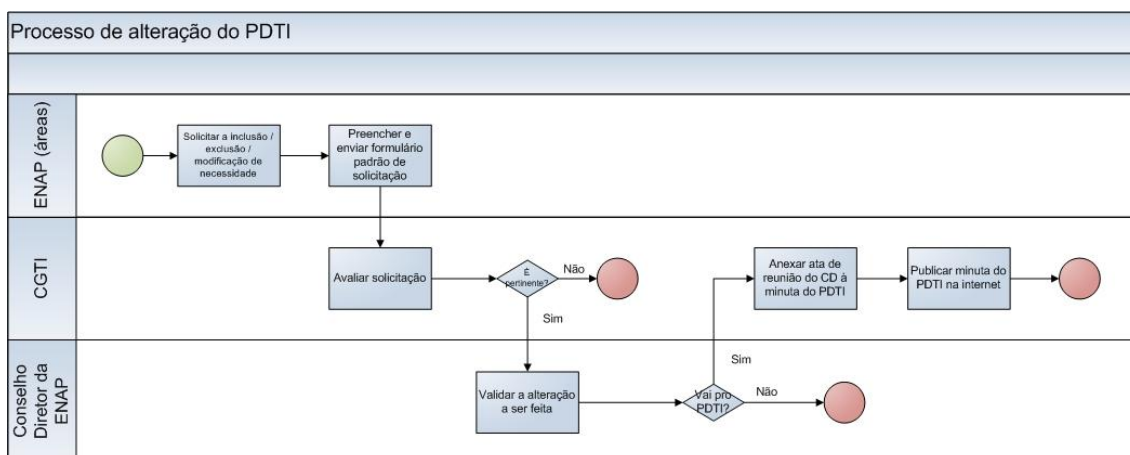 Processo de alteração do PDTI
ENAP (áreas)
Solicitar a inclusão /
exclusão /
modificação de
necessidade
Preencher e
enviar formulário
padrão de
solicitação
CGTI
Avaliar solicitação
É
pertinente?
Não
Sim
Anexar ata de
reunião do CD à
minuta do PDTI
Publicar minuta do
PDTI na internet
Conselho
Diretor da
ENAP
Validar a alteração
a ser feita
Vai pro
PDTI?
Sim
Não